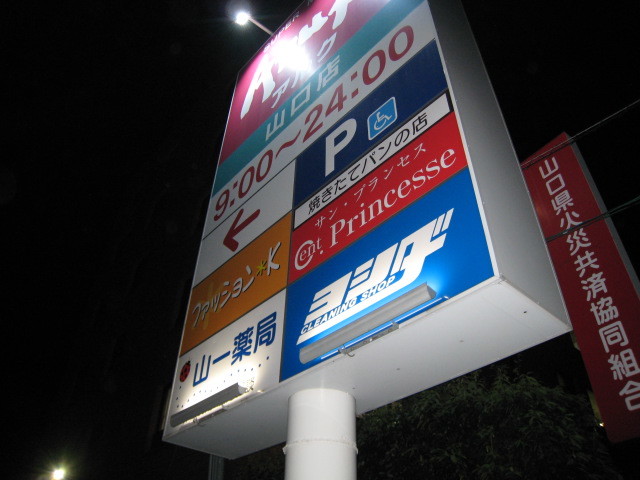 アルク
山口店
9:00〜24:00
P
焼きたてパンの店
サン・プランセス
Cent. Princesse
ファッション*K
ヨシダ
CLEANING SHOP
山一薬局
山口県火災共済協同組合